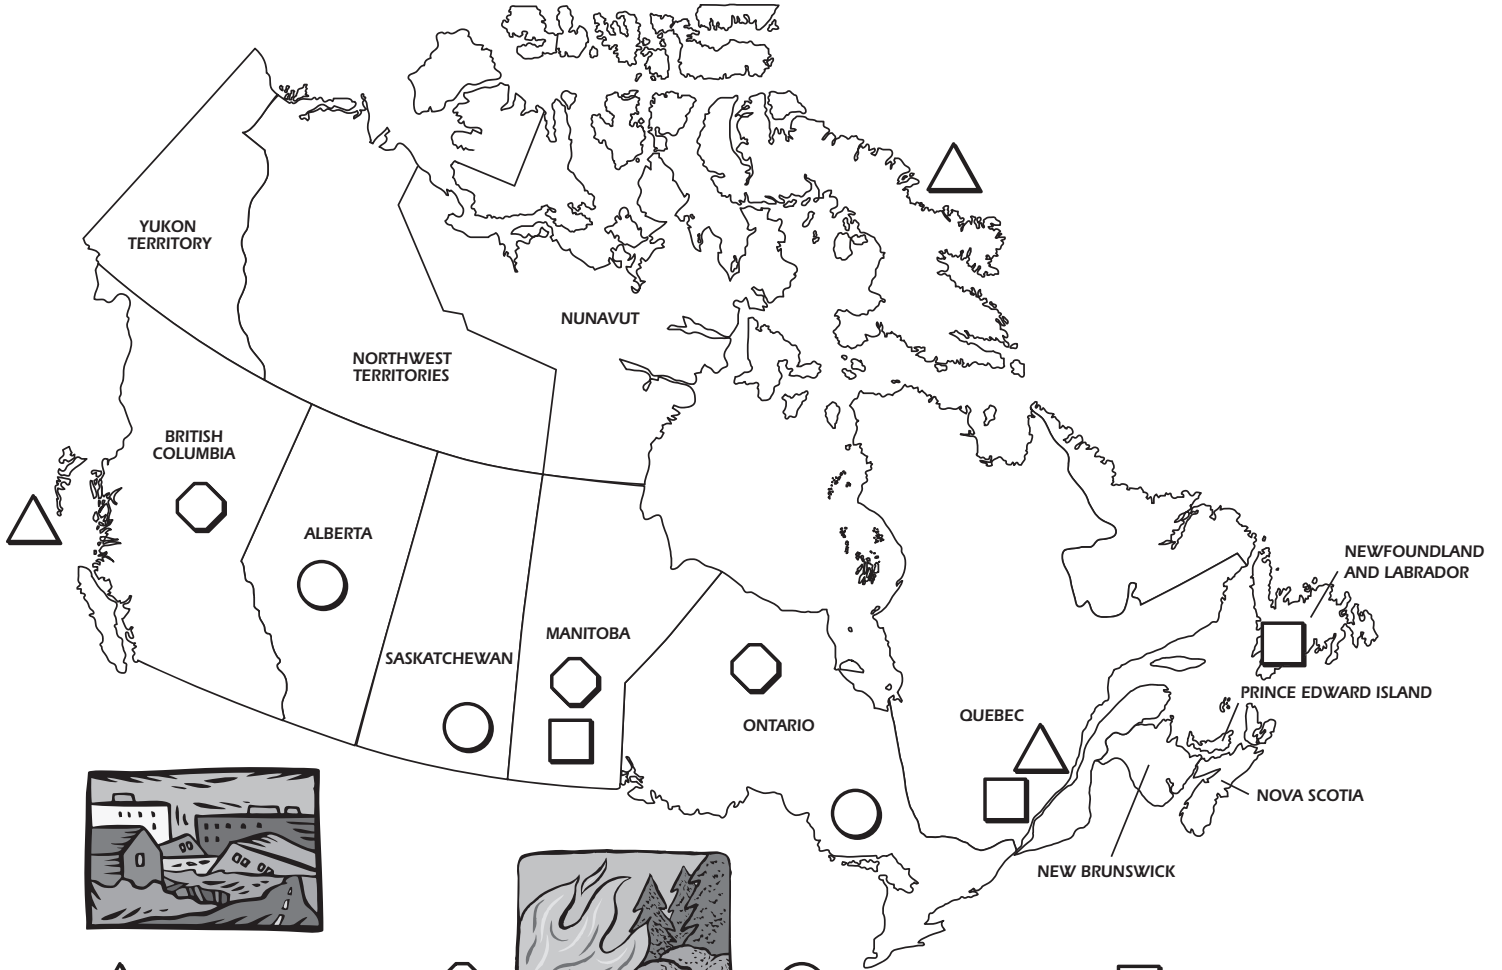 YUKON
TERRITORY
NUNAVUT
NORTHWEST
TERRITORIES
BRITISH
COLUMBIA
ALBERTA
NEWFOUNDLAND
AND LABRADOR
MANITOBA
SASKATCHEWAN
PRINCE EDWARD ISLAND
QUEBEC
ONTARIO
NOVA SCOTIA
NEW BRUNSWICK